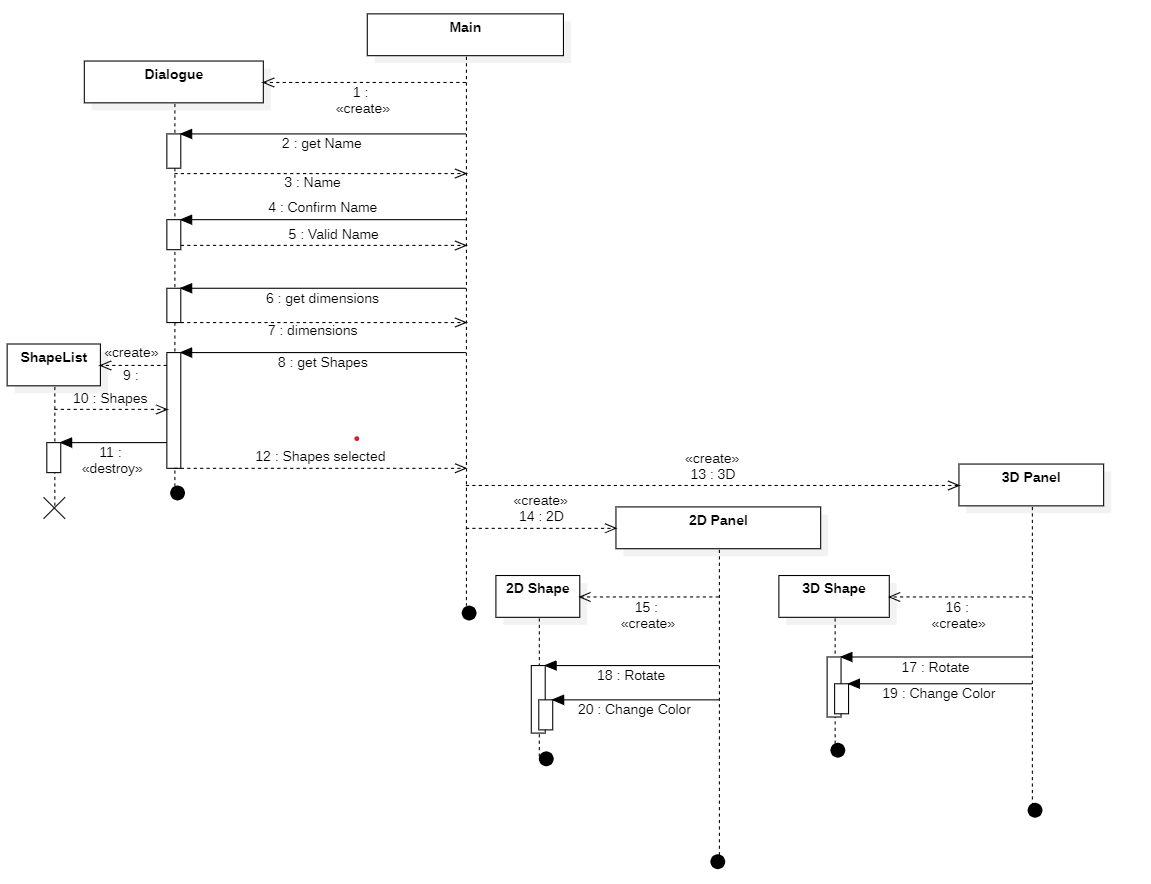 Main
Dialogue
1 :
«create»
2 : get Name
3 : Name
4 : Confirm Name
5 : Valid Name
6 : get dimensions
7 : dimensions
ShapeList
«create»
9 :
8 : get Shapes
10 : Shapes
11 :
«destroy»
12 : Shapes selected
«create»
13 : 3D
3D Panel
«create»
14 : 2D
2D Panel
2D Shape
15 :
«create»
3D Shape
16 :
«create»
17 : Rotate
18 : Rotate
19 : Change Color
20 : Change Color